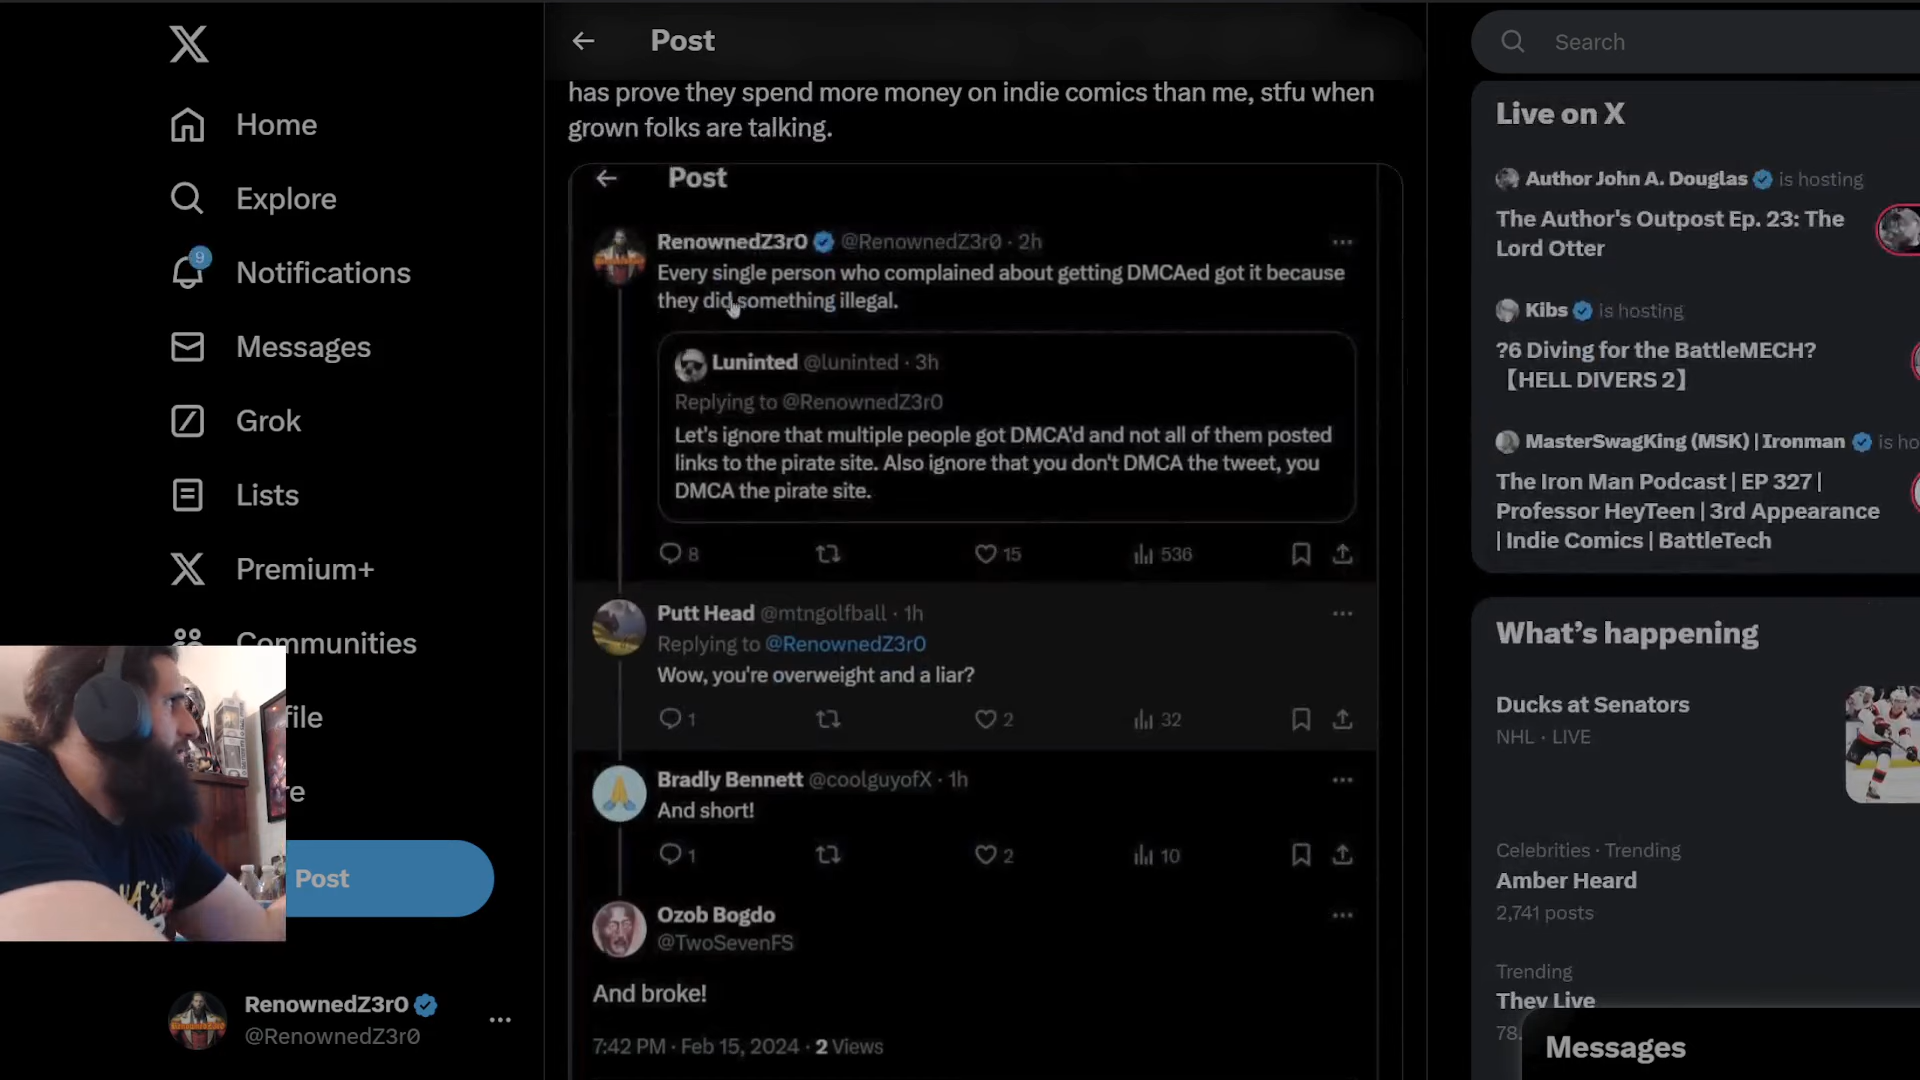 Home
Explore
9
Notifications
Messages
Grok
Lists
Premium+
Communities
file
re
Post
RenownedZ3r0
@RenownedZ3r0
Post
has prove they spend more money on indie comics than me, stfu when
grown folks are talking.
Post
RenownedZ3r0 @RenownedZ3r0 · 2h
Every single person who complained about getting DMCAed got it because
they did something illegal.
Luninted @luninted · 3h
Replying to @RenownedZ3r0
Let's ignore that multiple people got DMCA'd and not all of them posted
links to the pirate site. Also ignore that you don't DMCA the tweet, you
DMCA the pirate site.
8 15 536
Putt Head @mtngolfball · 1h
Replying to @RenownedZ3r0
Wow, you're overweight and a liar?
1 2 32
Bradly Bennett @coolguyofX · 1h
And short!
1 2 10
Ozob Bogdo
@TwoSevenFS
And broke!
7:42 PM · Feb 15, 2024 · 2 Views
Search
Live on X
Author John A. Douglas is hosting
The Author's Outpost Ep. 23: The
Lord Otter
Kibs is hosting
?6 Diving for the BattleMECH?
【HELL DIVERS 2】
MasterSwagKing (MSK) | Ironman is ho
The Iron Man Podcast | EP 327 |
Professor HeyTeen | 3rd Appearance
| Indie Comics | BattleTech
What's happening
Ducks at Senators
NHL · LIVE
Celebrities · Trending
Amber Heard
2,741 posts
Trending
They Live
78.
Messages